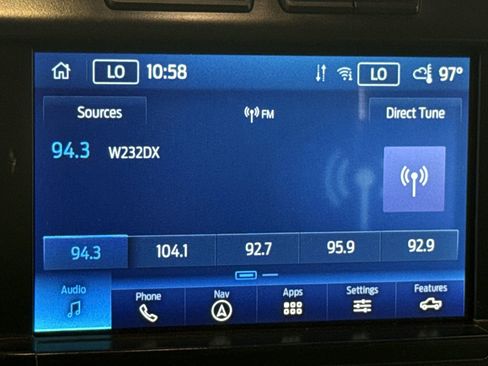 LO 10:58 LO 97°
Sources FM Direct Tune
94.3 W232DX
94.3 104.1 92.7 95.9 92.9
Audio Phone Nav Apps Settings Features